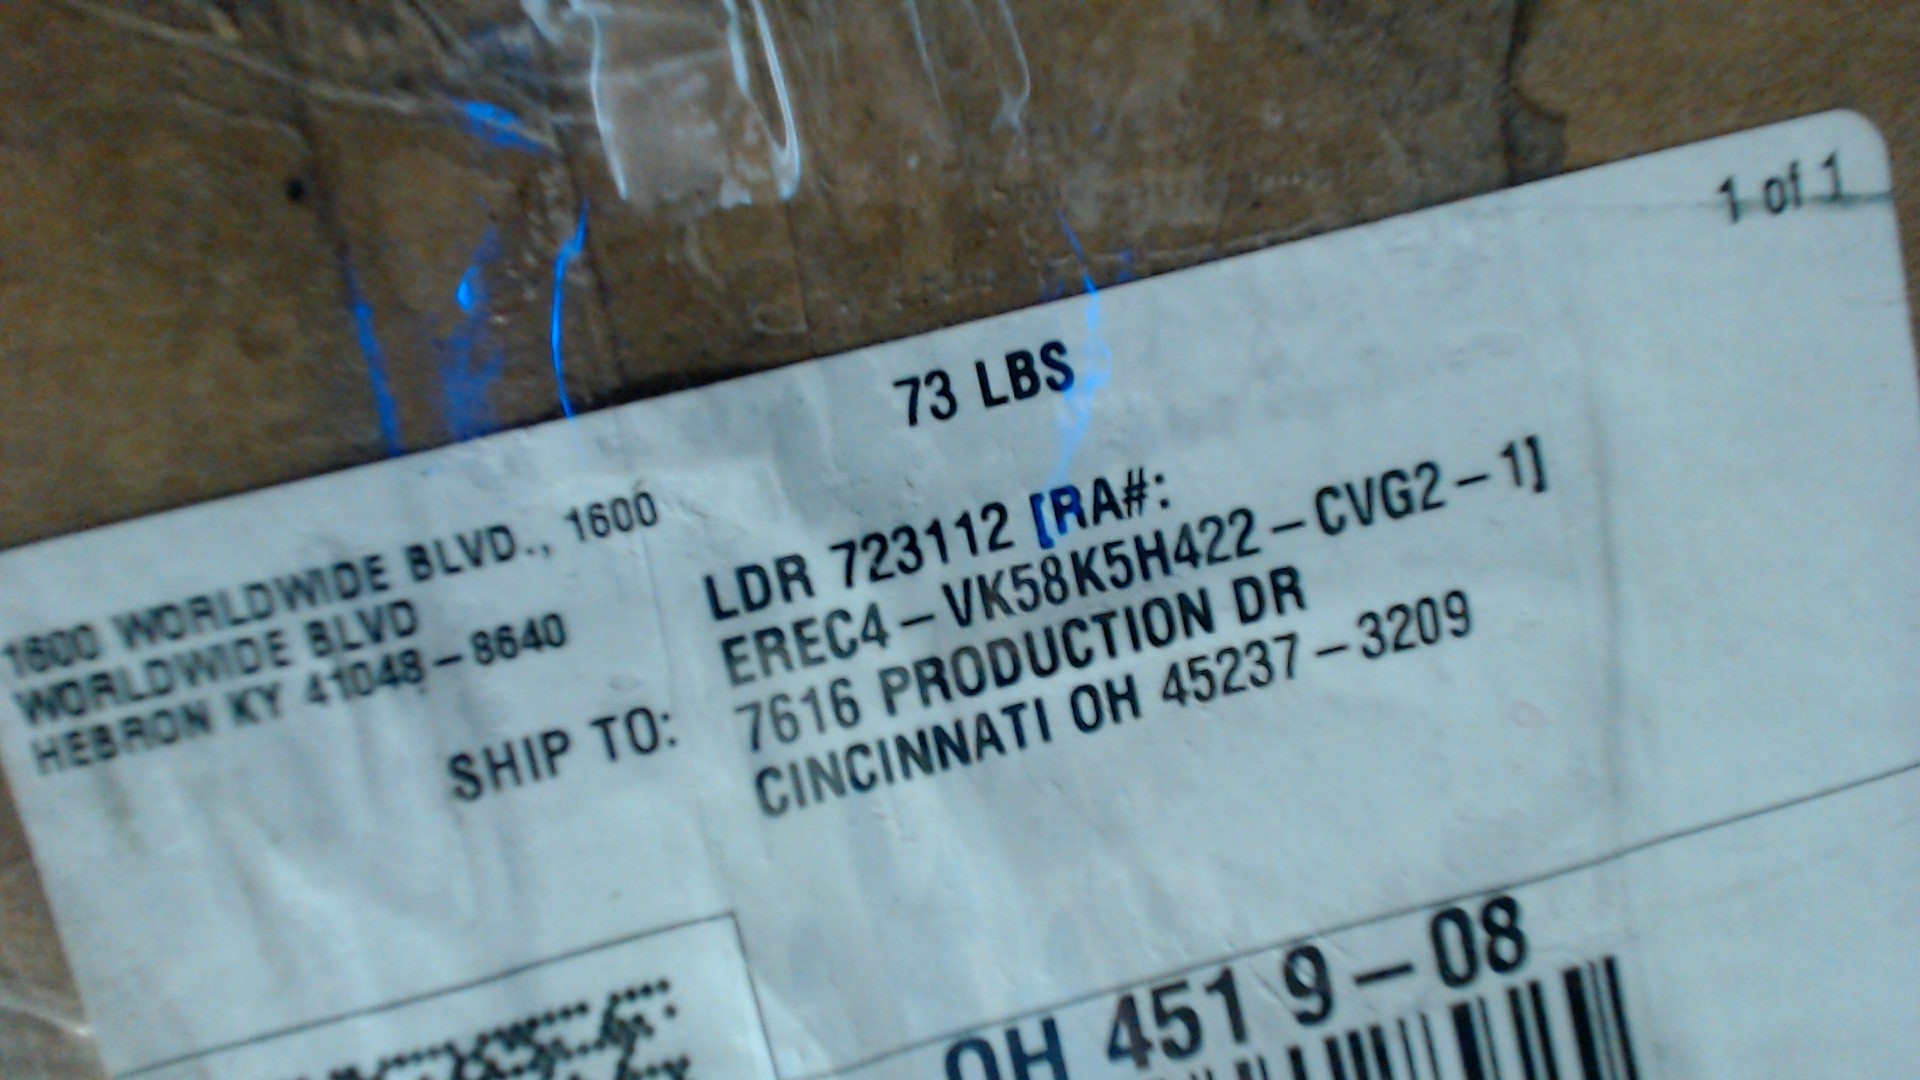 1 of 1
73 LBS
1600 WORLDWIDE BLVD., 1600
WORLDWIDE BLVD
HEBRON KY 41048-8640
SHIP TO:
LDR 723112 [RA#:
EREC4-VK58K5H422-CVG2-1]
7616 PRODUCTION DR
CINCINNATI OH 45237-3209
OH 451 9-08